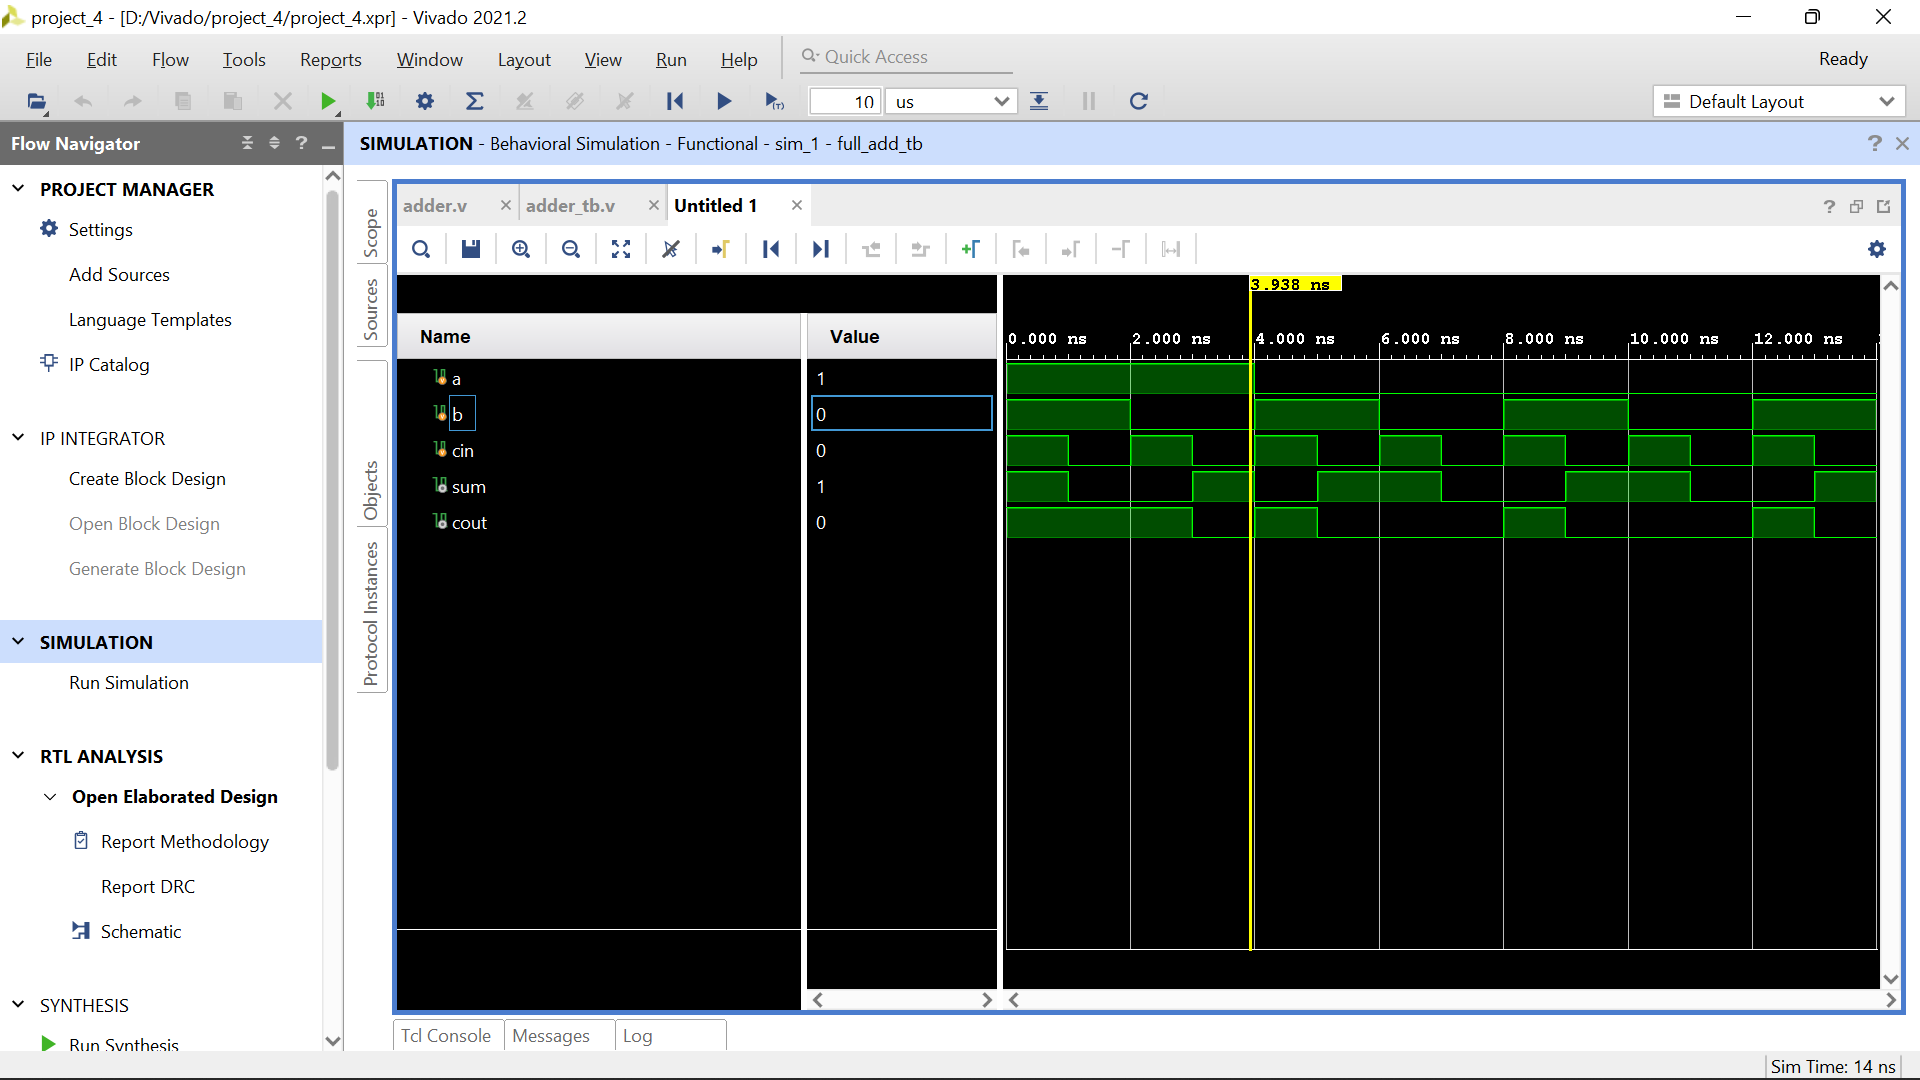 project_4 - [D:/Vivado/project_4/project_4.xpr] - Vivado 2021.2
File Edit Flow Tools Reports Window Layout View Run Help Quick Access Ready
10 us Default Layout
Flow Navigator
SIMULATION - Behavioral Simulation - Functional - sim_1 - full_add_tb
PROJECT MANAGER
Settings
Add Sources
Language Templates
IP Catalog
IP INTEGRATOR
Create Block Design
Open Block Design
Generate Block Design
SIMULATION
Run Simulation
RTL ANALYSIS
Open Elaborated Design
Report Methodology
Report DRC
Schematic
SYNTHESIS
Run Synthesis
Scope
Sources
Objects
Protocol Instances
adder.v adder_tb.v Untitled 1
3.938 ns
Name Value
0.000 ns 2.000 ns 4.000 ns 6.000 ns 8.000 ns 10.000 ns 12.000 ns
a 1
b 0
cin 0
sum 1
cout 0
Tcl Console Messages Log
Sim Time: 14 ns